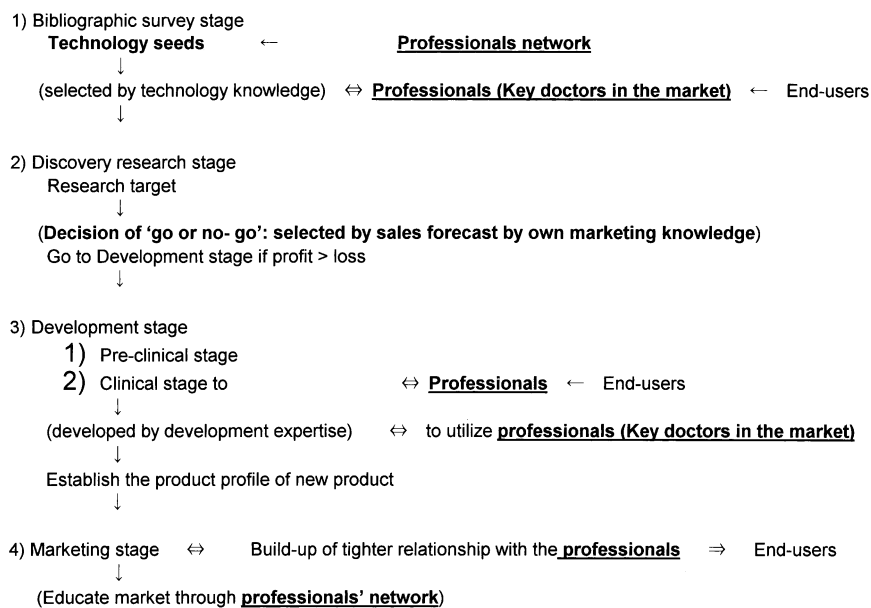 1) Bibliographic survey stage
Technology seeds ← Professionals network
↓
(selected by technology knowledge) ⇔ Professionals (Key doctors in the market) ← End-users
↓
2) Discovery research stage
Research target
↓
(Decision of ‘go or no- go’: selected by sales forecast by own marketing knowledge)
Go to Development stage if profit > loss
↓
3) Development stage
1) Pre-clinical stage
2) Clinical stage to ⇔ Professionals ← End-users
↓
(developed by development expertise) ⇔ to utilize professionals (Key doctors in the market)
↓
Establish the product profile of new product
↓
4) Marketing stage ⇔ Build-up of tighter relationship with the professionals ⇒ End-users
↓
(Educate market through professionals’ network)